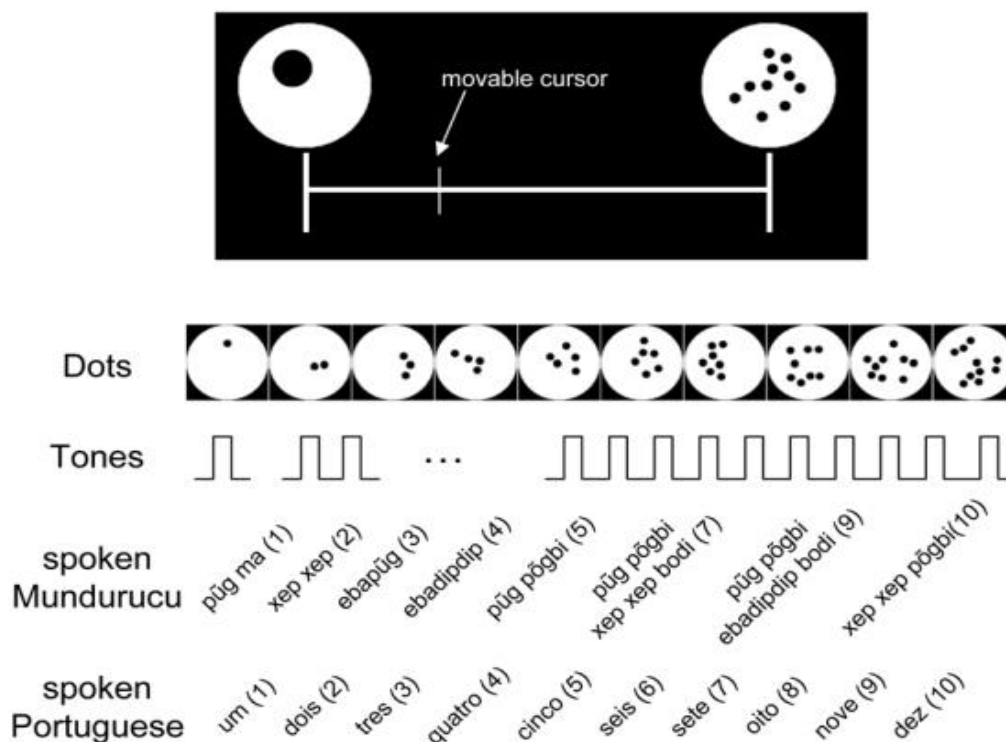 movable cursor
Dots
Tones
...
spoken
Mundurucu
pũg ma (1)
xep xep (2)
ebapũg (3)
ebadipdip (4)
pũg põgbi (5)
pũg põgbi
xep xep bodi (7)
pũg põgbi
ebadipdip bodi (9)
xep xep põgbi(10)
spoken
Portuguese
um (1)
dois (2)
tres (3)
quatro (4)
cinco (5)
seis (6)
sete (7)
oito (8)
nove (9)
dez (10)